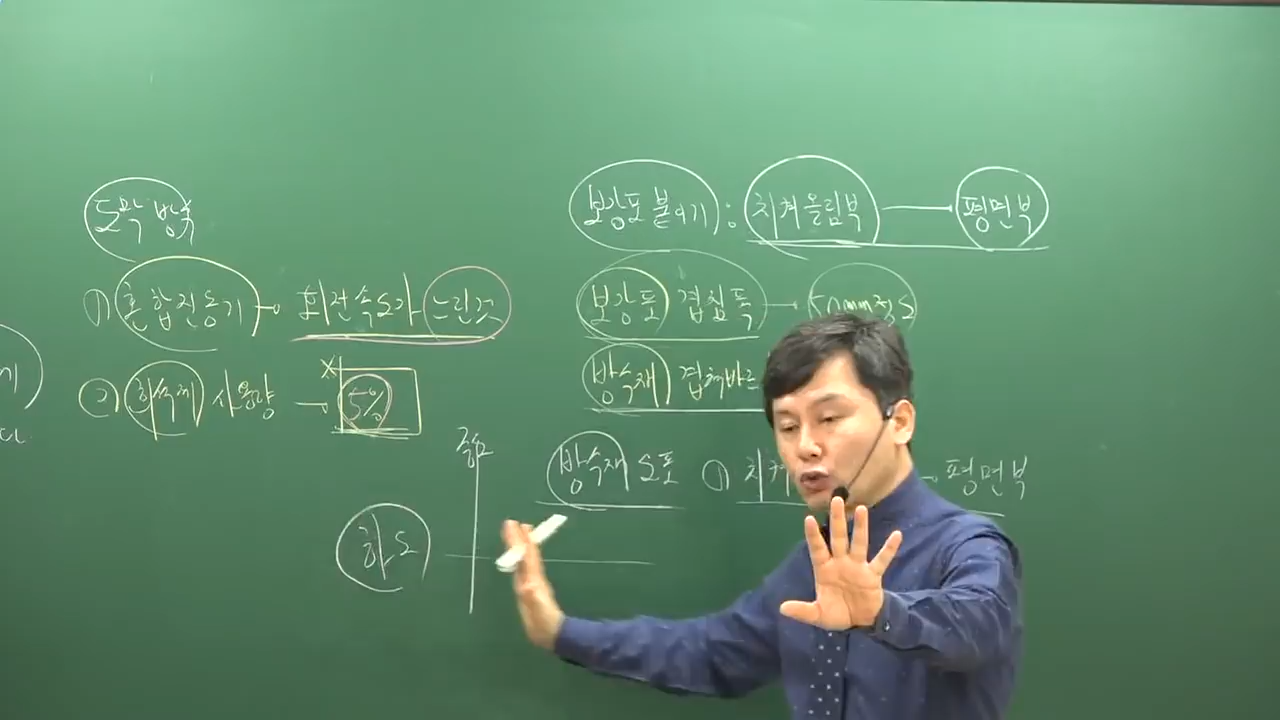 도막 방수
① 혼합전동기 → 회전속도가 느린것
② 희석제 사용량 → 5%
보강포 붙이기 : 치켜올림부 → 평면부
보강포 겹침폭 → 50mm정도
방수재 겹쳐바르
방수재 도포 ① 치켜 → 평면부